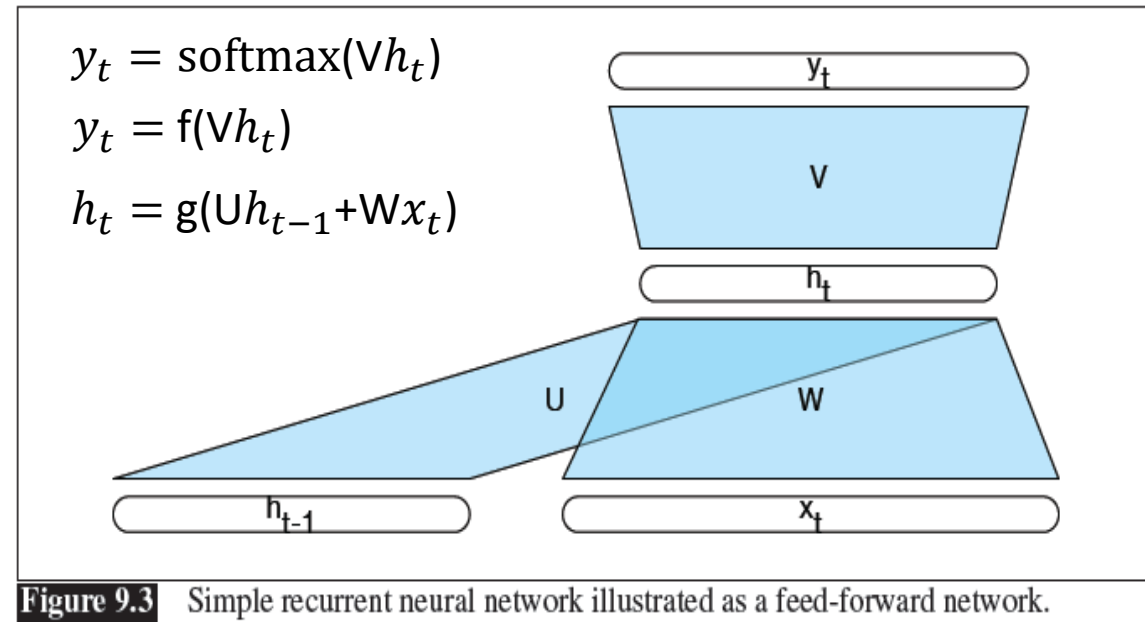 y_t = softmax(Vh_t)
y_t = f(Vh_t)
h_t = g(Uh_{t−1}+Wx_t)
y_t
V
h_t
U
W
h_{t-1}
x_t
Figure 9.3 Simple recurrent neural network illustrated as a feed-forward network.